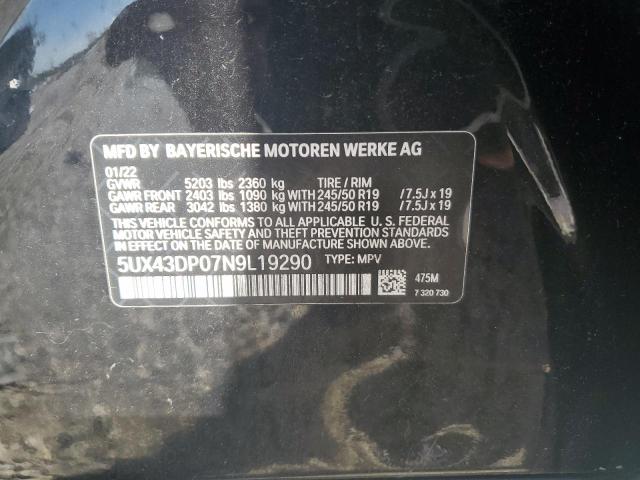 MFD BY BAYERISCHE MOTOREN WERKE AG
01/22
GVWR 5203 lbs 2360 kg TIRE / RIM
GAWR FRONT 2403 lbs 1090 kg WITH 245/50 R19 /7.5J x 19
GAWR REAR 3042 lbs 1380 kg WITH 245/50 R19 /7.5J x 19
THIS VEHICLE CONFORMS TO ALL APPLICABLE U. S. FEDERAL
MOTOR VEHICLE SAFETY, AND THEFT PREVENTION STANDARDS
IN EFFECT ON THE DATE OF MANUFACTURE SHOWN ABOVE.
5UX43DP07N9L19290 TYPE: MPV
475M
7 320 730